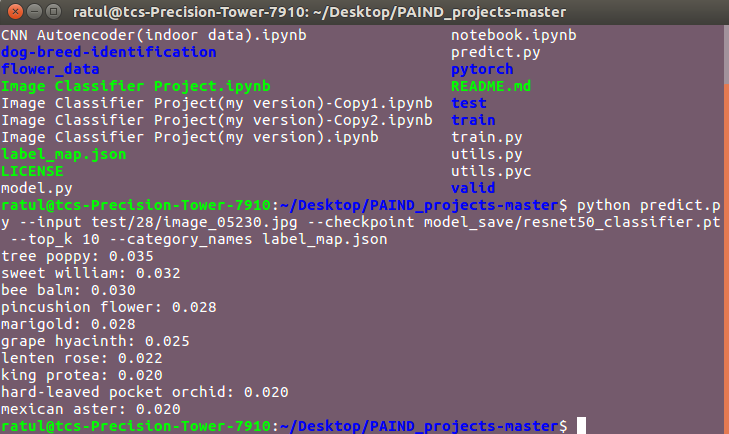 ratul@tcs-Precision-Tower-7910: ~/Desktop/PAIND_projects-master
CNN Autoencoder(indoor data).ipynb notebook.ipynb
dog-breed-identification predict.py
flower_data pytorch
Image Classifier Project.ipynb README.md
Image Classifier Project(my version)-Copy1.ipynb test
Image Classifier Project(my version)-Copy2.ipynb train
Image Classifier Project(my version).ipynb train.py
label_map.json utils.py
LICENSE utils.pyc
model.py valid
ratul@tcs-Precision-Tower-7910:~/Desktop/PAIND_projects-master$ python predict.p
y --input test/28/image_05230.jpg --checkpoint model_save/resnet50_classifier.pt
--top_k 10 --category_names label_map.json
tree poppy: 0.035
sweet william: 0.032
bee balm: 0.030
pincushion flower: 0.028
marigold: 0.028
grape hyacinth: 0.025
lenten rose: 0.022
king protea: 0.020
hard-leaved pocket orchid: 0.020
mexican aster: 0.020
ratul@tcs-Precision-Tower-7910:~/Desktop/PAIND_projects-master$